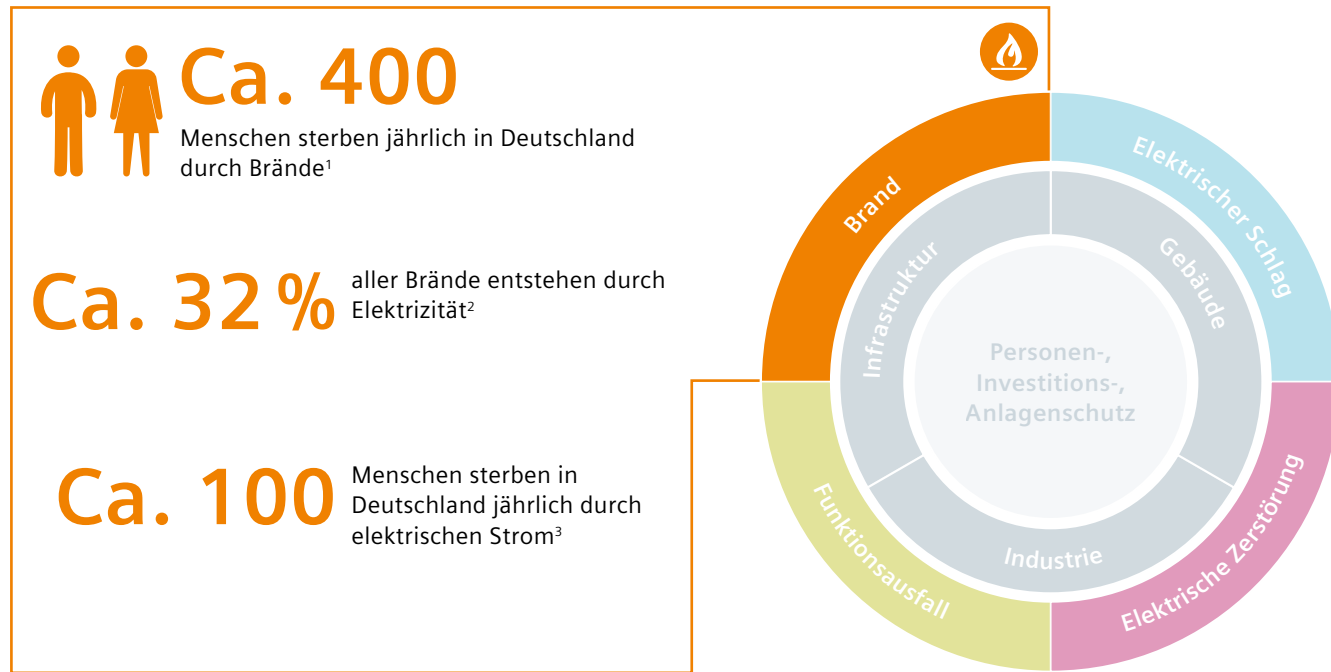 Ca. 400
Menschen sterben jährlich in Deutschland
durch Brände¹
Ca. 32 %
aller Brände entstehen durch
Elektrizität²
Ca. 100
Menschen sterben in
Deutschland jährlich durch
elektrischen Strom³
Brand
Elektrischer Schlag
Infrastruktur
Gebäude
Personen-,
Investitions-,
Anlagenschutz
Funktionsausfall
Industrie
Elektrische Zerstörung